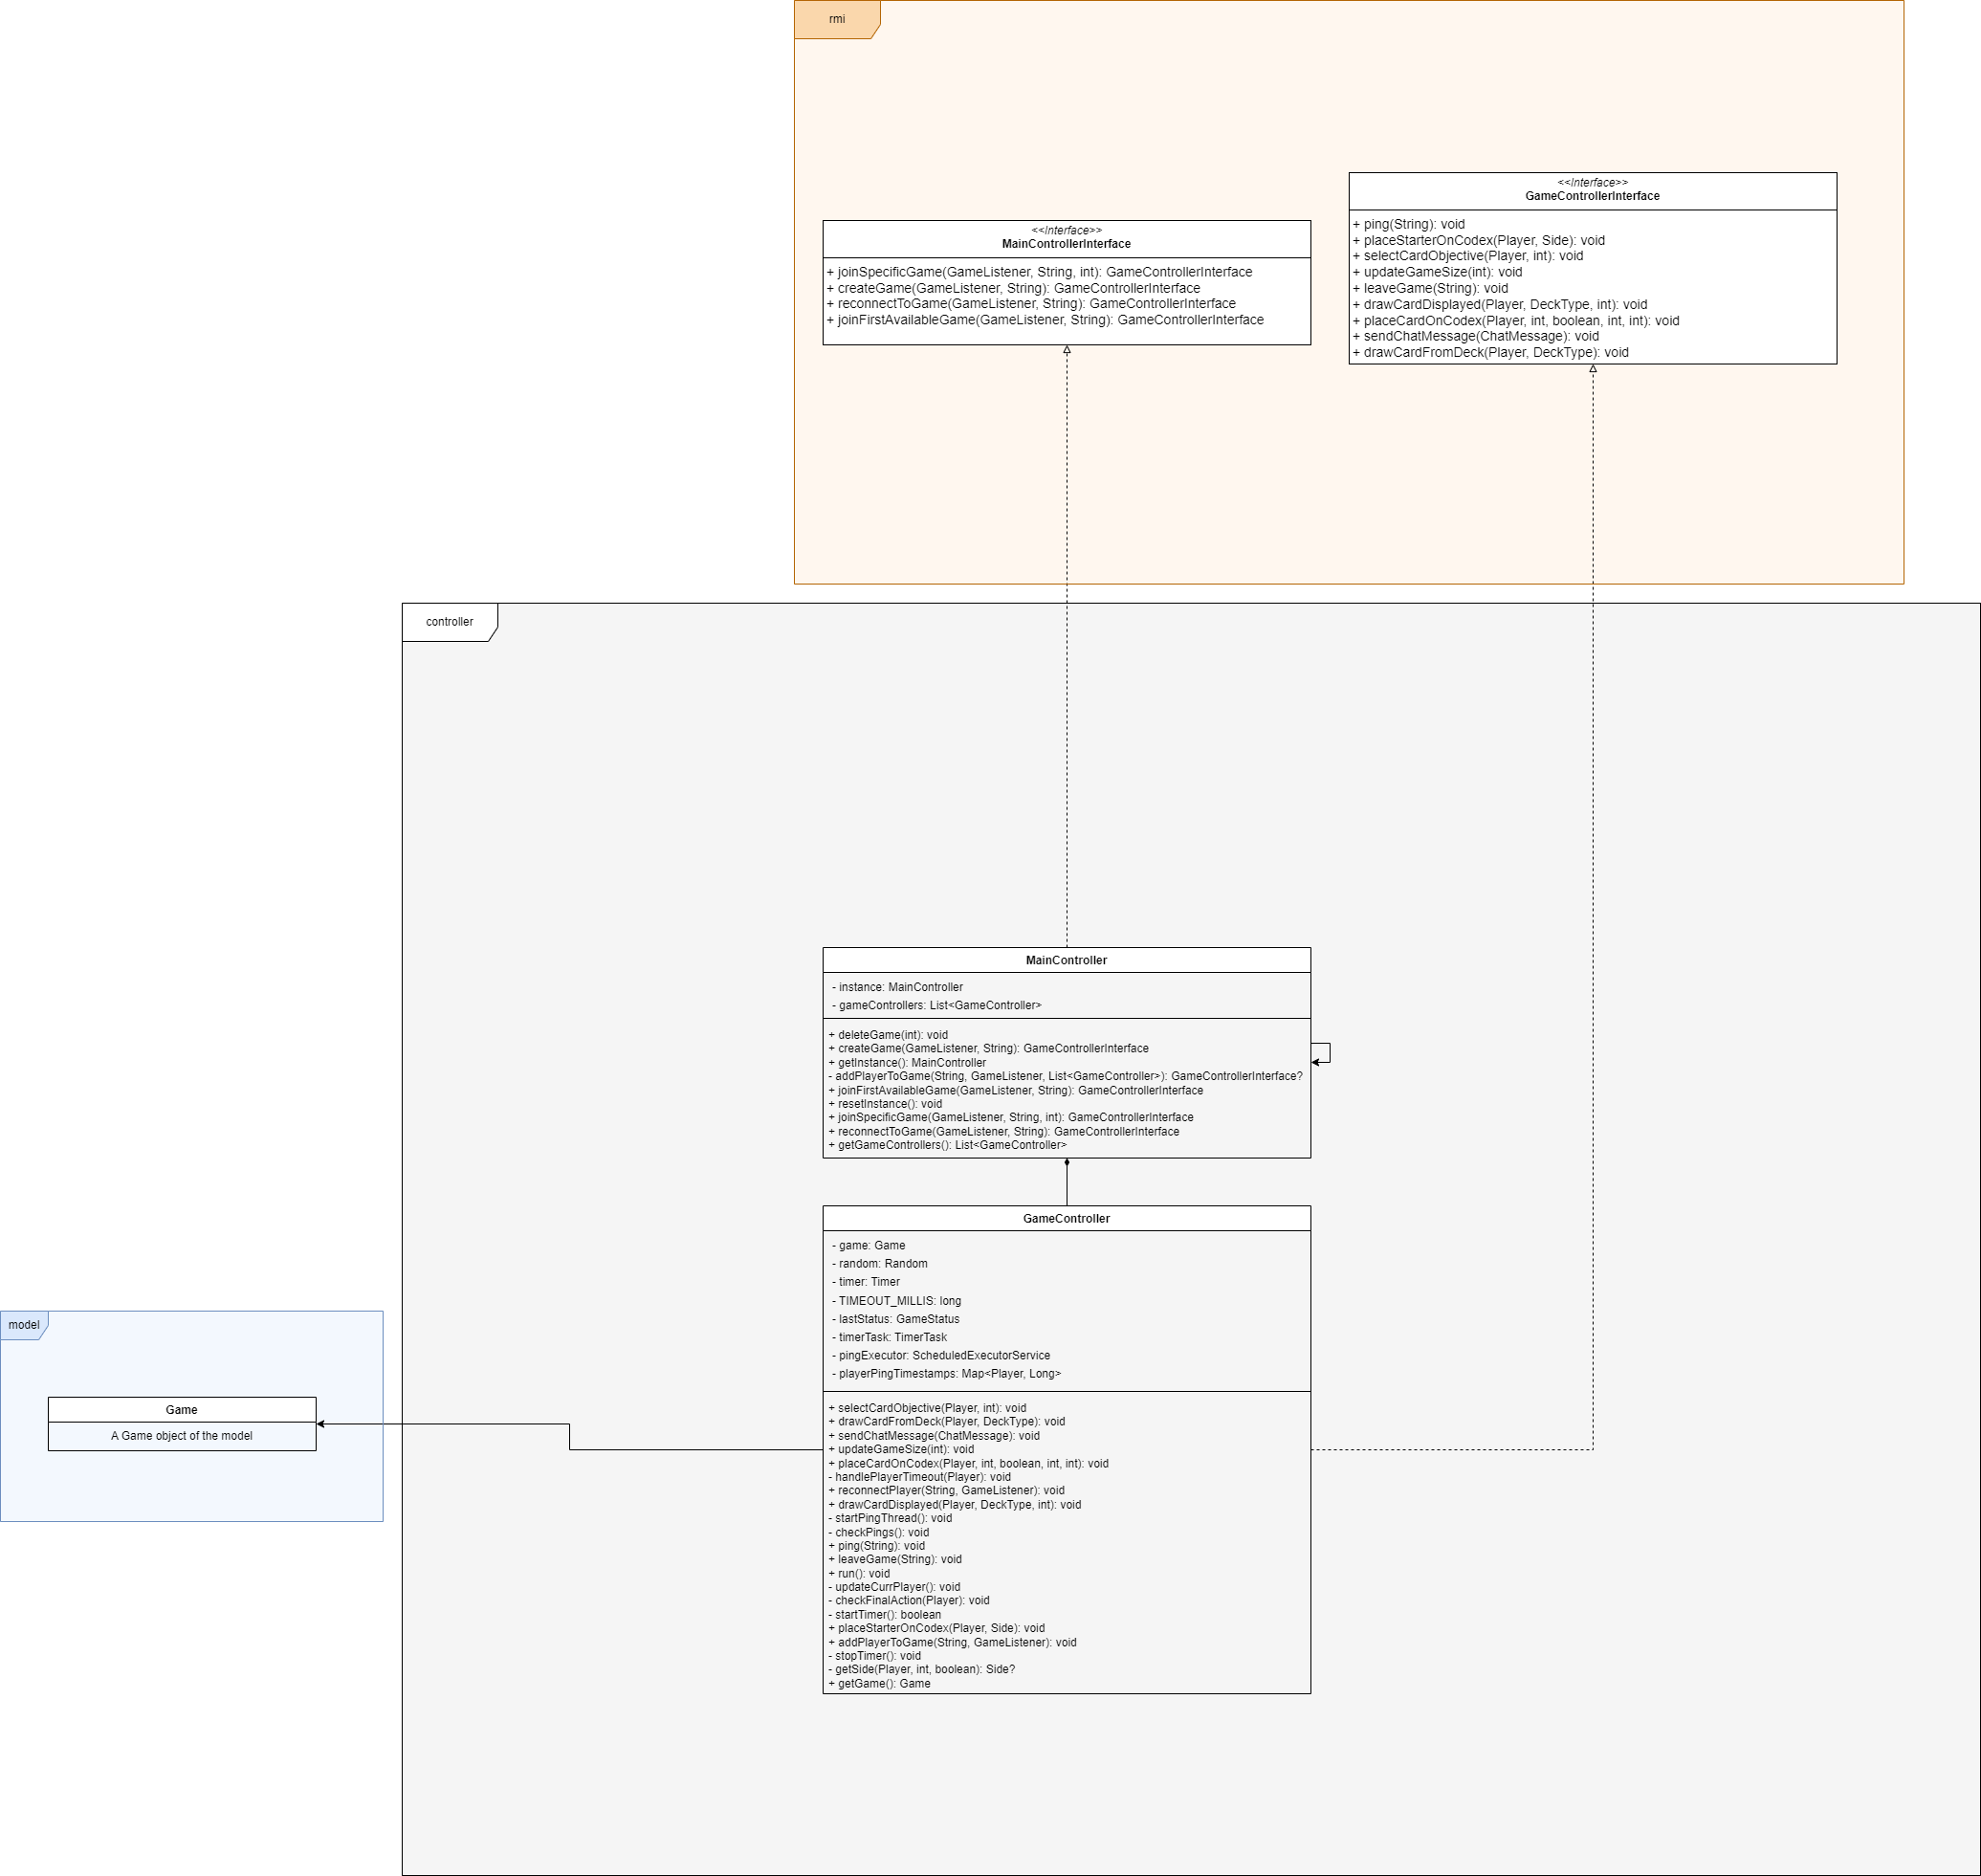 rmi
<<Interface>>
MainControllerInterface
+ joinSpecificGame(GameListener, String, int): GameControllerInterface
+ createGame(GameListener, String): GameControllerInterface
+ reconnectToGame(GameListener, String): GameControllerInterface
+ joinFirstAvailableGame(GameListener, String): GameControllerInterface
<<Interface>>
GameControllerInterface
+ ping(String): void
+ placeStarterOnCodex(Player, Side): void
+ selectCardObjective(Player, int): void
+ updateGameSize(int): void
+ leaveGame(String): void
+ drawCardDisplayed(Player, DeckType, int): void
+ placeCardOnCodex(Player, int, boolean, int, int): void
+ sendChatMessage(ChatMessage): void
+ drawCardFromDeck(Player, DeckType): void
controller
MainController
- instance: MainController
- gameControllers: List<GameController>
+ deleteGame(int): void
+ createGame(GameListener, String): GameControllerInterface
+ getInstance(): MainController
- addPlayerToGame(String, GameListener, List<GameController>): GameControllerInterface?
+ joinFirstAvailableGame(GameListener, String): GameControllerInterface
+ resetInstance(): void
+ joinSpecificGame(GameListener, String, int): GameControllerInterface
+ reconnectToGame(GameListener, String): GameControllerInterface
+ getGameControllers(): List<GameController>
GameController
- game: Game
- random: Random
- timer: Timer
- TIMEOUT_MILLIS: long
- lastStatus: GameStatus
- timerTask: TimerTask
- pingExecutor: ScheduledExecutorService
- playerPingTimestamps: Map<Player, Long>
+ selectCardObjective(Player, int): void
+ drawCardFromDeck(Player, DeckType): void
+ sendChatMessage(ChatMessage): void
+ updateGameSize(int): void
+ placeCardOnCodex(Player, int, boolean, int, int): void
- handlePlayerTimeout(Player): void
+ reconnectPlayer(String, GameListener): void
+ drawCardDisplayed(Player, DeckType, int): void
- startPingThread(): void
- checkPings(): void
+ ping(String): void
+ leaveGame(String): void
+ run(): void
- updateCurrPlayer(): void
- checkFinalAction(Player): void
- startTimer(): boolean
+ placeStarterOnCodex(Player, Side): void
+ addPlayerToGame(String, GameListener): void
- stopTimer(): void
- getSide(Player, int, boolean): Side?
+ getGame(): Game
model
Game
A Game object of the model